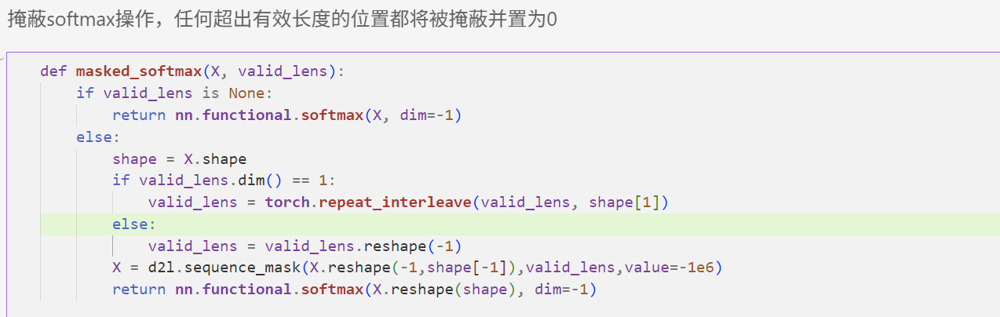 掩蔽softmax操作，任何超出有效长度的位置都将被掩蔽并置为0
def masked_softmax(X, valid_lens):
    if valid_lens is None:
        return nn.functional.softmax(X, dim=-1)
    else:
        shape = X.shape
        if valid_lens.dim() == 1:
            valid_lens = torch.repeat_interleave(valid_lens, shape[1])
        else:
            valid_lens = valid_lens.reshape(-1)
        X = d2l.sequence_mask(X.reshape(-1,shape[-1]),valid_lens,value=-1e6)
        return nn.functional.softmax(X.reshape(shape), dim=-1)